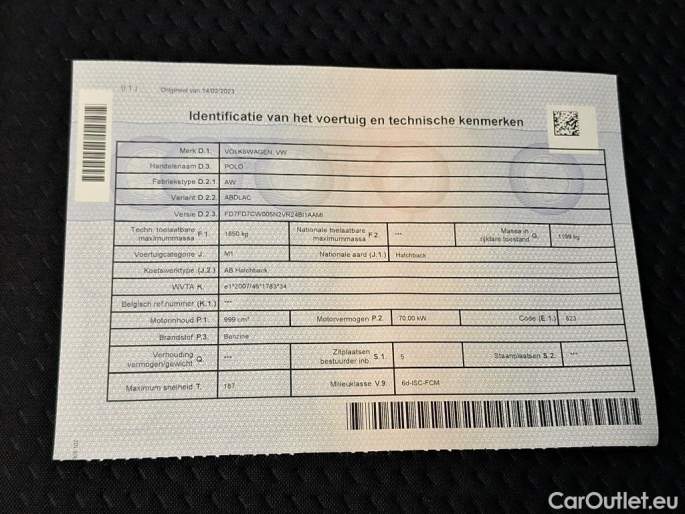 Origineel van 14/02/2023
Identificatie van het voertuig en technische kenmerken
Merk D.1. VOLKSWAGEN, VW
Handelsnaam D.3. POLO
Fabriekstype D.2.1. AW
Variant D.2.2. ABDLAC
Versie D.2.3.
Techn. toelaatbare maximummassa F.1. 1650 kg Nationale toelaatbare maximummassa F.2. --- Massa in rijklare toestand G. 1199 kg
Voertuigcategorie J. M1 Nationale aard (J.1.) Hatchback
Koetswerktype (J.2.) AB Hatchback
WVTA K. e1*2007/46*1783*34
Belgisch ref.nummer (K.1.) ---
Motorinhoud P.1. 999 cm³ Motorvermogen P.2. 70,00 kW Code (E.1.) 623
Brandstof P.3. Benzine
Verhouding vermogen/gewicht Q. --- Zitplaatsen bestuurder inb. S.1. 5 Staanplaatsen S.2. ---
Maximum snelheid T. 187 Milieuklasse V.9. 6d-ISC-FCM
CarOutlet.eu